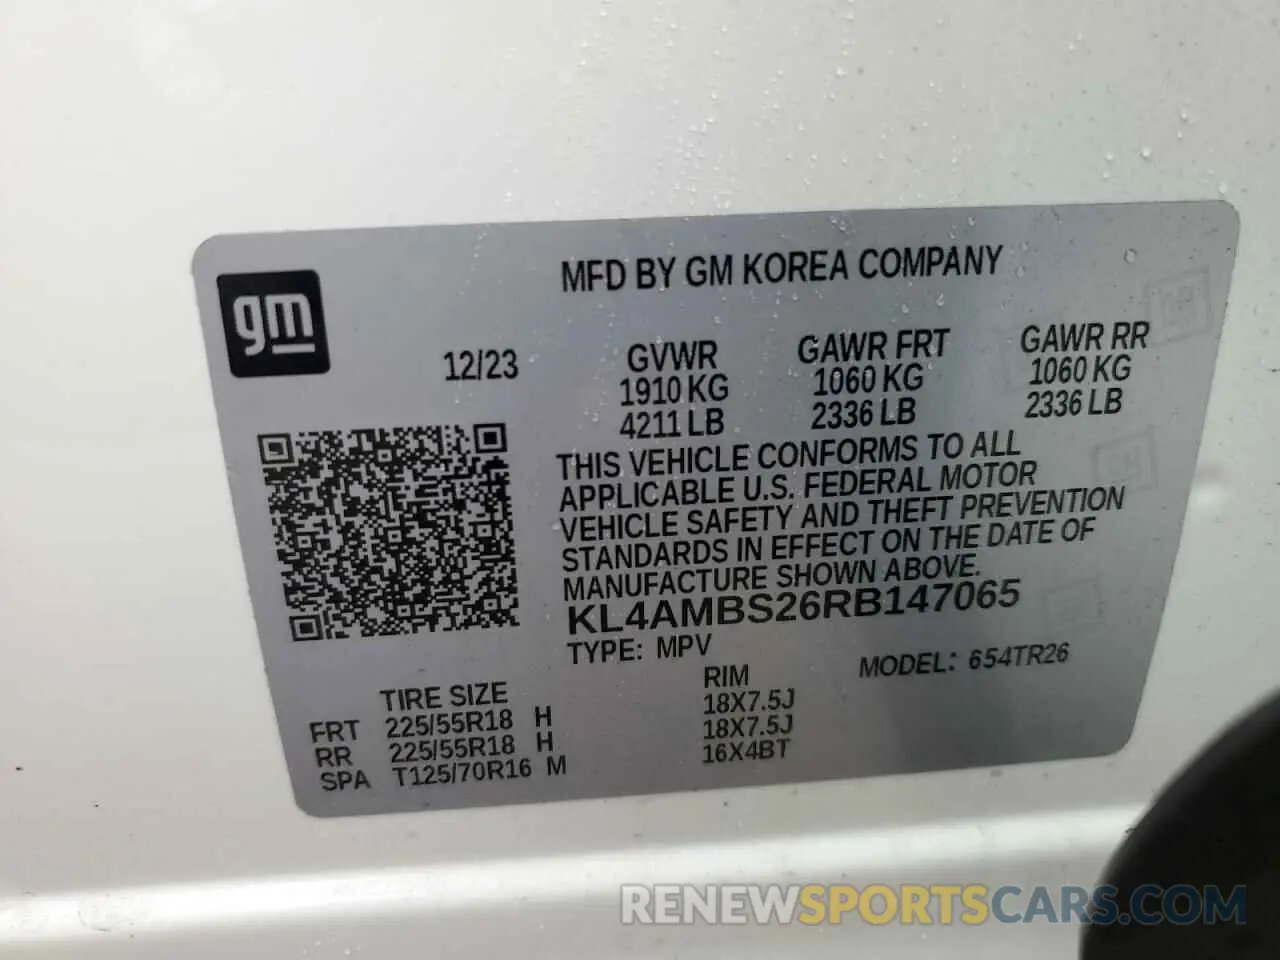 MFD BY GM KOREA COMPANY
gm
12/23
GVWR GAWR FRT GAWR RR
1910 KG 1060 KG 1060 KG
4211 LB 2336 LB 2336 LB
THIS VEHICLE CONFORMS TO ALL
APPLICABLE U.S. FEDERAL MOTOR
VEHICLE SAFETY AND THEFT PREVENTION
STANDARDS IN EFFECT ON THE DATE OF
MANUFACTURE SHOWN ABOVE.
KL4AMBS26RB147065
TYPE: MPV MODEL: 654TR26
TIRE SIZE RIM
FRT 225/55R18 H 18X7.5J
RR 225/55R18 H 18X7.5J
SPA T125/70R16 M 16X4BT
RENEWSPORTSCARS.COM